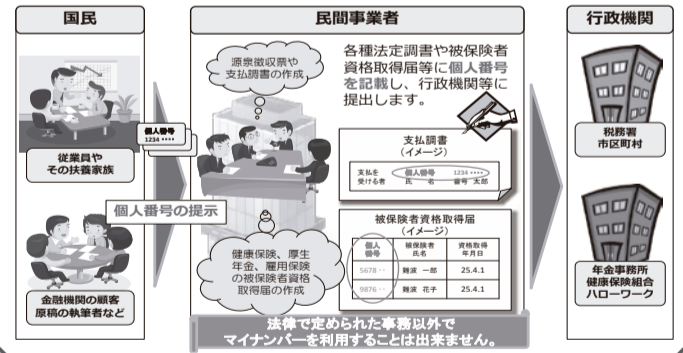 国民
従業員や
その扶養家族
個人番号
1234 ····
個人番号の提示
金融機関の顧客
原稿の執筆者など
民間事業者
源泉徴収票や
支払調書の作成
各種法定調書や被保険者
資格取得届等に個人番号
を記載し、行政機関等に
提出します。
支払調書
(イメージ)
支払を 個人番号 1234 ····
受ける者 氏 名 番号 太郎
健康保険、厚生
年金、雇用保険
の被保険者資格
取得届の作成
被保険者資格取得届
(イメージ)
個人 被保険者 資格取得
番号 氏名 年月日
5678 ·· 難波 一郎 25.4.1
9876 ·· 難波 花子 25.4.1
法律で定められた事務以外で
マイナンバーを利用することは出来ません。
行政機関
税務署
市区町村
年金事務所
健康保険組合
ハローワーク